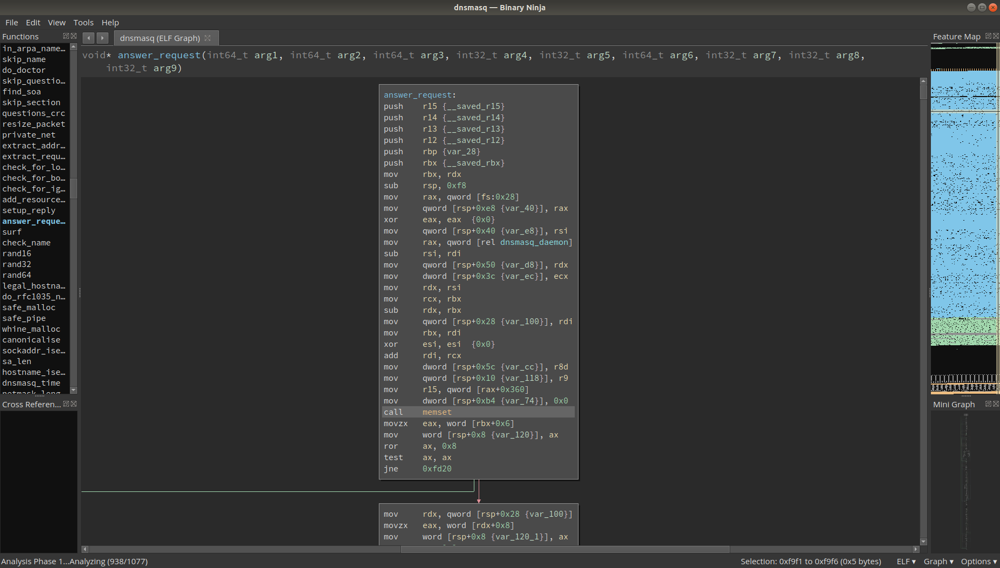 dnsmasq — Binary Ninja
File Edit View Tools Help
Functions
in_arpa_name...
skip_name
do_doctor
skip_questio...
find_soa
skip_section
questions_crc
resize_packet
private_net
extract_addr...
extract_requ...
check_for_lo...
check_for_bo...
check_for_ig...
add_resource...
setup_reply
answer_reque...
surf
check_name
rand16
rand32
rand64
legal_hostna...
do_rfc1035_n...
safe_malloc
safe_pipe
whine_malloc
canonicalise
sockaddr_ise...
sa_len
hostname_ise...
dnsmasq_time
netmask_leng
Cross Referen...
dnsmasq (ELF Graph)
void* answer_request(int64_t arg1, int64_t arg2, int64_t arg3, int32_t arg4, int32_t arg5, int64_t arg6, int32_t arg7, int32_t arg8,
int32_t arg9)
answer_request:
push r15 {__saved_r15}
push r14 {__saved_r14}
push r13 {__saved_r13}
push r12 {__saved_r12}
push rbp {var_28}
push rbx {__saved_rbx}
mov rbx, rdx
sub rsp, 0xf8
mov rax, qword [fs:0x28]
mov qword [rsp+0xe8 {var_40}], rax
xor eax, eax {0x0}
mov qword [rsp+0x40 {var_e8}], rsi
mov rax, qword [rel dnsmasq_daemon]
sub rsi, rdi
mov qword [rsp+0x50 {var_d8}], rdx
mov dword [rsp+0x3c {var_ec}], ecx
mov rdx, rsi
mov rcx, rbx
sub rdx, rbx
mov qword [rsp+0x28 {var_100}], rdi
mov rbx, rdi
xor esi, esi {0x0}
add rdi, rcx
mov dword [rsp+0x5c {var_cc}], r8d
mov qword [rsp+0x10 {var_118}], r9
mov r15, qword [rax+0x360]
mov dword [rsp+0xb4 {var_74}], 0x0
call memset
movzx eax, word [rbx+0x6]
mov word [rsp+0x8 {var_120}], ax
ror ax, 0x8
test ax, ax
jne 0xfd20
mov rdx, qword [rsp+0x28 {var_100}]
movzx eax, word [rdx+0x8]
mov word [rsp+0x8 {var_120_1}], ax
Feature Map
Mini Graph
Analysis Phase 1...Analyzing (938/1077)
Selection: 0xf9f1 to 0xf9f6 (0x5 bytes) ELF ▾ Graph ▾ Options ▾